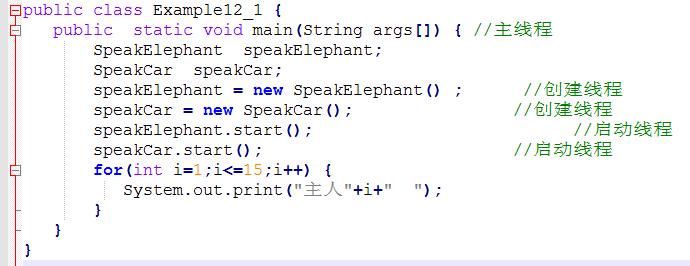 public class Example12_1 {
public  static void main(String args[]) { //主线程
SpeakElephant  speakElephant;
SpeakCar  speakCar;
speakElephant = new SpeakElephant() ;      //创建线程
speakCar = new SpeakCar();                //创建线程
speakElephant.start();                          //启动线程
speakCar.start();                         //启动线程
for(int i=1;i<=15;i++) {
System.out.print("主人"+i+"  ");
}
}
}